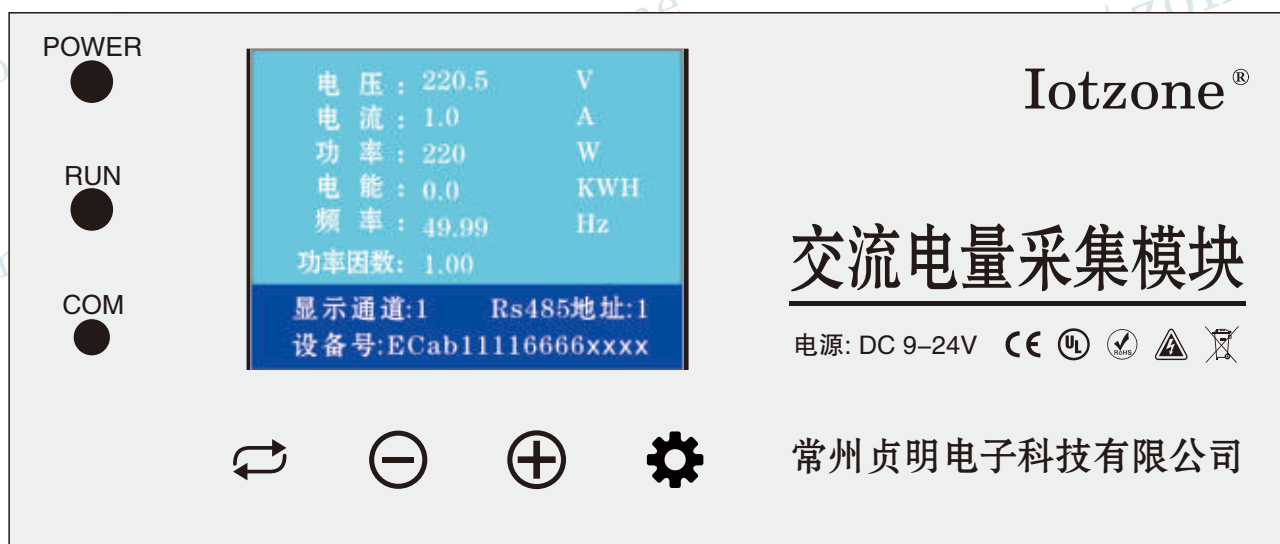 POWER
RUN
COM
电压: 220.5 V
电流: 1.0 A
功率: 220 W
电能: 0.0 KWH
频率: 49.99 Hz
功率因数: 1.00
显示通道:1 Rs485地址:1
设备号:ECab11116666xxxx
Iotzone®
交流电量采集模块
电源: DC 9-24V CE UL RoHS
常州贞明电子科技有限公司